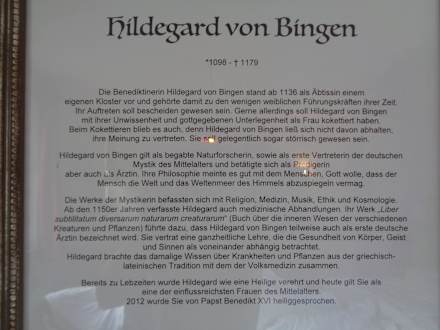 Hildegard von Bingen
*1098 - † 1179
Die Benediktinerin Hildegard von Bingen stand ab 1136 als Äbtissin einem
eigenen Kloster vor und gehörte damit zu den wenigen weiblichen Führungskräften ihrer Zeit.
Ihr Auftreten soll bescheiden gewesen sein. Gerne allerdings soll Hildegard von Bingen
mit ihrer Unwissenheit und gottgegebenen Unterlegenheit als Frau kokettiert haben.
Beim Kokettieren blieb es auch, denn Hildegard von Bingen ließ sich nicht davon abhalten,
ihre Meinung zu vertreten. Sie soll gelegentlich sogar störrisch gewesen sein.
Hildegard von Bingen gilt als begabte Naturforscherin, sowie als erste Vertreterin der deutschen
Mystik des Mittelalters und betätigte sich als Predigerin
aber auch als Ärztin. Ihre Philosophie meinte es gut mit dem Menschen, Gott wolle, dass der
Mensch die Welt und das Weltenmeer des Himmels abzuspiegeln vermag.
Die Werke der Mystikerin befassten sich mit Religion, Medizin, Musik, Ethik und Kosmologie.
Ab den 1150er Jahren verfasste Hildegard auch medizinische Abhandlungen. Ihr Werk „Liber
subtilitatum diversarum naturarum creaturarum“ (Buch über die inneren Wesen der verschiedenen
Kreaturen und Pflanzen) führte dazu, dass Hildegard von Bingen teilweise auch als erste deutsche
Ärztin bezeichnet wird. Sie vertrat eine ganzheitliche Lehre, die die Gesundheit von Körper, Geist
und Sinnen als voneinander abhängig betrachtet.
Hildegard brachte das damalige Wissen über Krankheiten und Pflanzen aus der griechisch-
lateinischen Tradition mit dem der Volksmedizin zusammen.
Bereits zu Lebzeiten wurde Hildegard wie eine Heilige verehrt und heute gilt Sie als
eine der einflussreichsten Frauen des Mittelalters.
2012 wurde Sie von Papst Benedikt XVI heiliggesprochen.